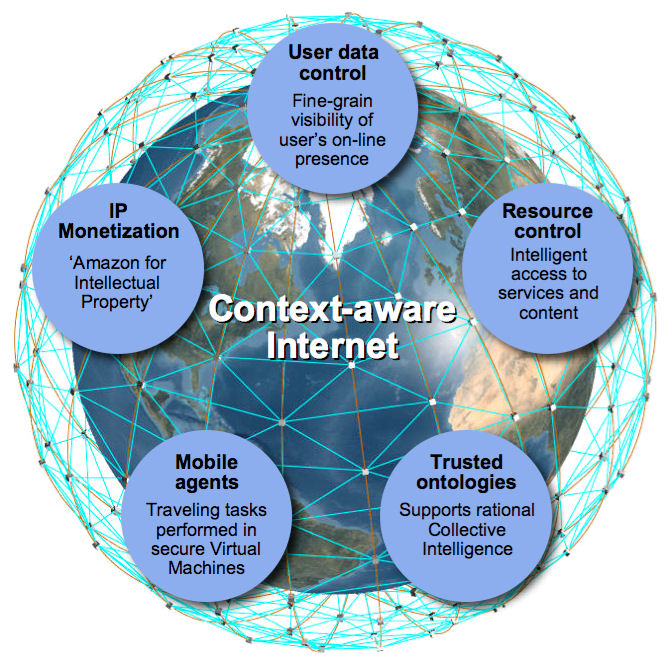 User data
control
Fine-grain
visibility of
user's on-line
presence
IP
Monetization
‘Amazon for
Intellectual
Property’
Resource
control
Intelligent
access to
services and
content
Context-aware
Internet
Mobile
agents
Traveling tasks
performed in
secure Virtual
Machines
Trusted
ontologies
Supports rational
Collective
Intelligence